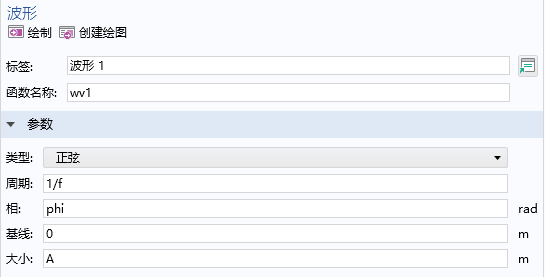 波形
绘制 创建绘图
标签: 波形 1
函数名称: wv1
参数
类型: 正弦
周期: 1/f
相: phi rad
基线: 0 m
大小: A m